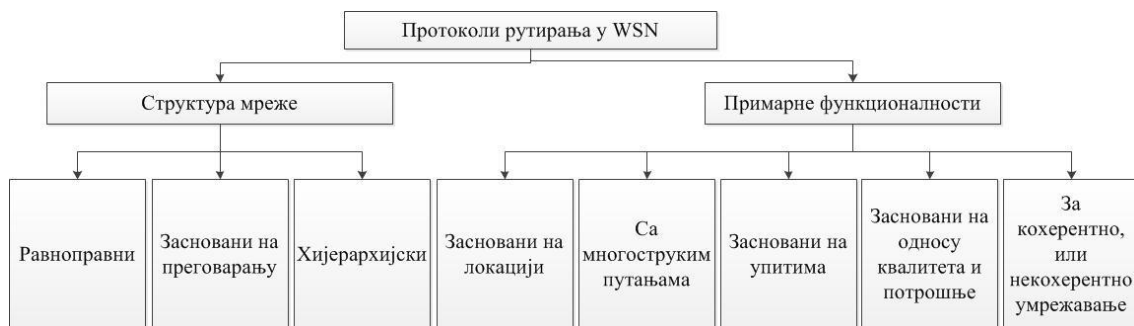 Протоколи рутирања у WSN
Структура мреже
Примарне функционалности
Равноправни
Засновани на
преговарању
Хијерархијски
Засновани на
локацији
Са
многоструким
путањама
Засновани на
упитима
Засновани на
односу
квалитета и
потрошње
За
кохерентно,
или
некохерентно
умрежавање